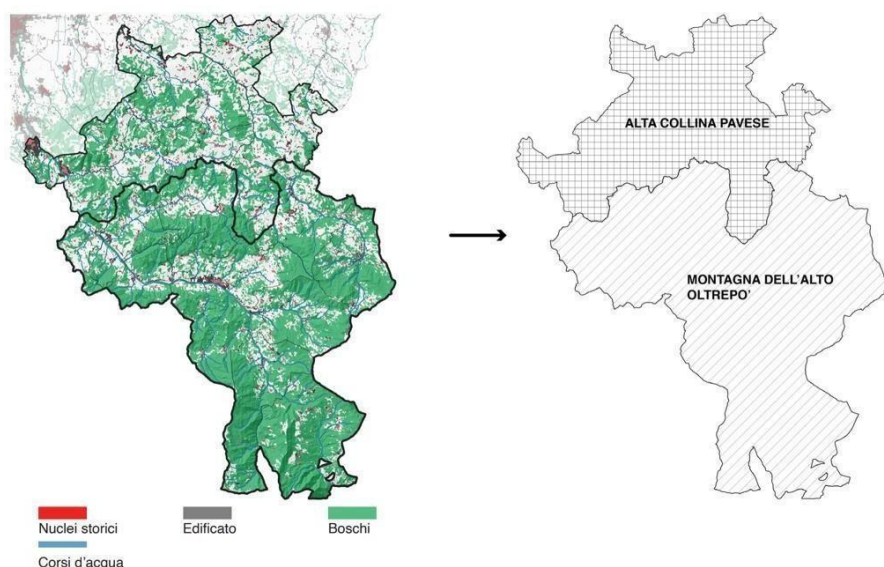 ALTA COLLINA PAVESE
MONTAGNA DELL'ALTO
OLTREPO'
Nuclei storici
Edificato
Boschi
Corsi d'acqua